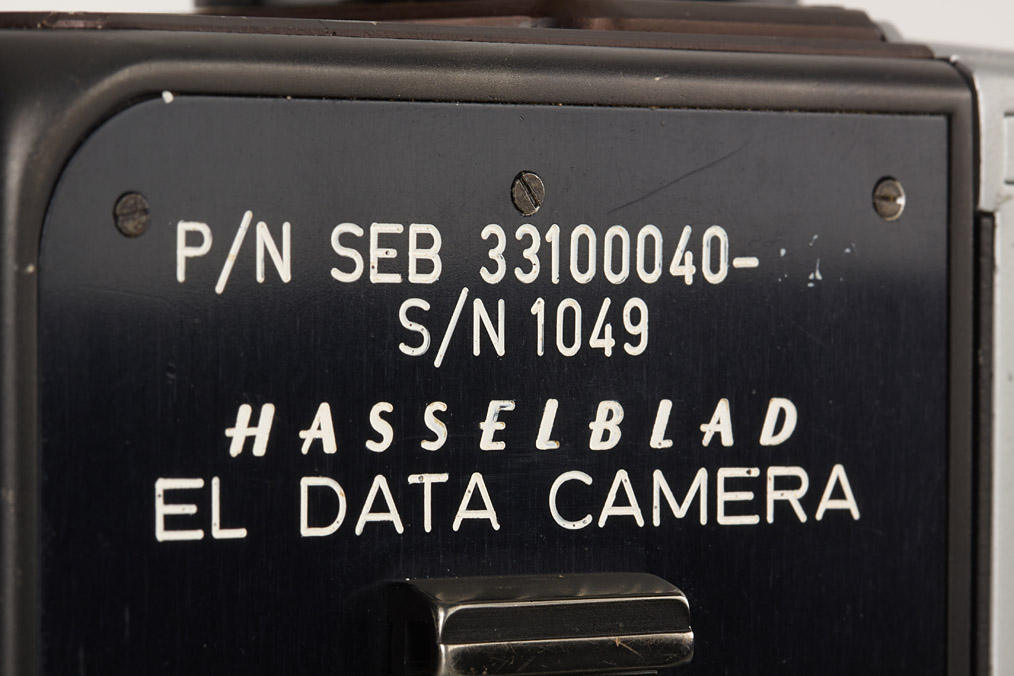 P/N SEB 33100040-
S/N 1049
HASSELBLAD
EL DATA CAMERA